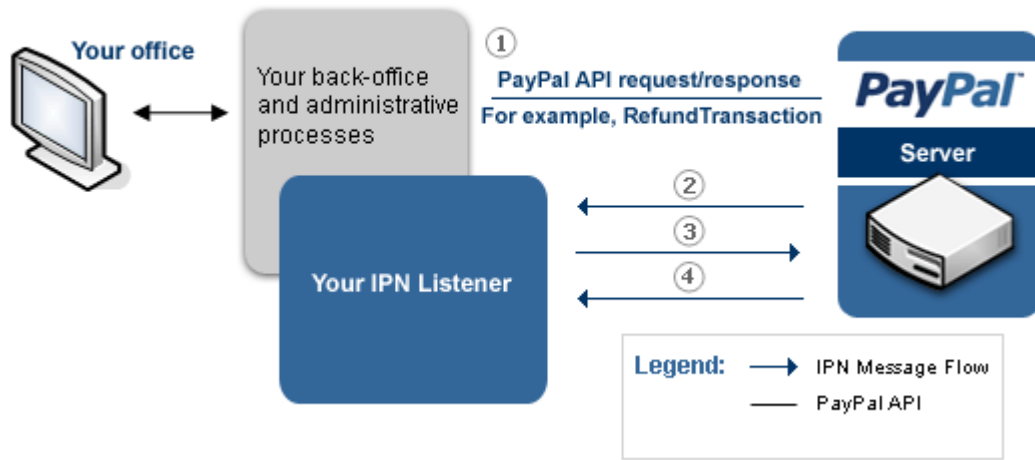 Your office
Your back-office
and administrative
processes
1
PayPal API request/response
For example, RefundTransaction
PayPal™
Server
2
3
4
Your IPN Listener
Legend:
IPN Message Flow
PayPal API